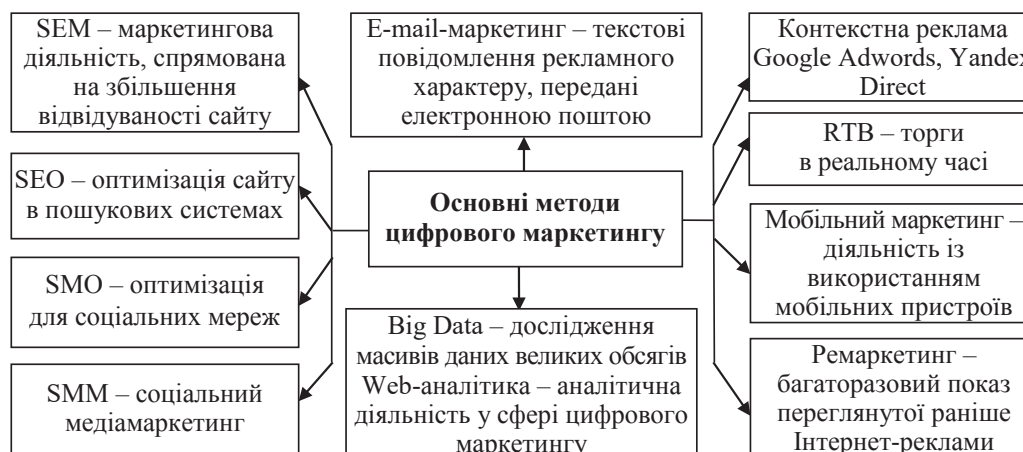 SEM – маркетингова
діяльність, спрямована
на збільшення
відвідуваності сайту
SEO – оптимізація сайту
в пошукових системах
SMO – оптимізація
для соціальних мереж
SMM – соціальний
медіамаркетинг
E-mail-маркетинг – текстові
повідомлення рекламного
характеру, передані
електронною поштою
Основні методи
цифрового маркетингу
Big Data – дослідження
масивів даних великих обсягів
Web-аналітика – аналітична
діяльність у сфері цифрового
маркетингу
Контекстна реклама
Google Adwords, Yandex
Direct
RTB – торги
в реальному часі
Мобільний маркетинг –
діяльність із
використанням
мобільних пристроїв
Ремаркетинг –
багаторазовий показ
переглянутої раніше
Інтернет-реклами